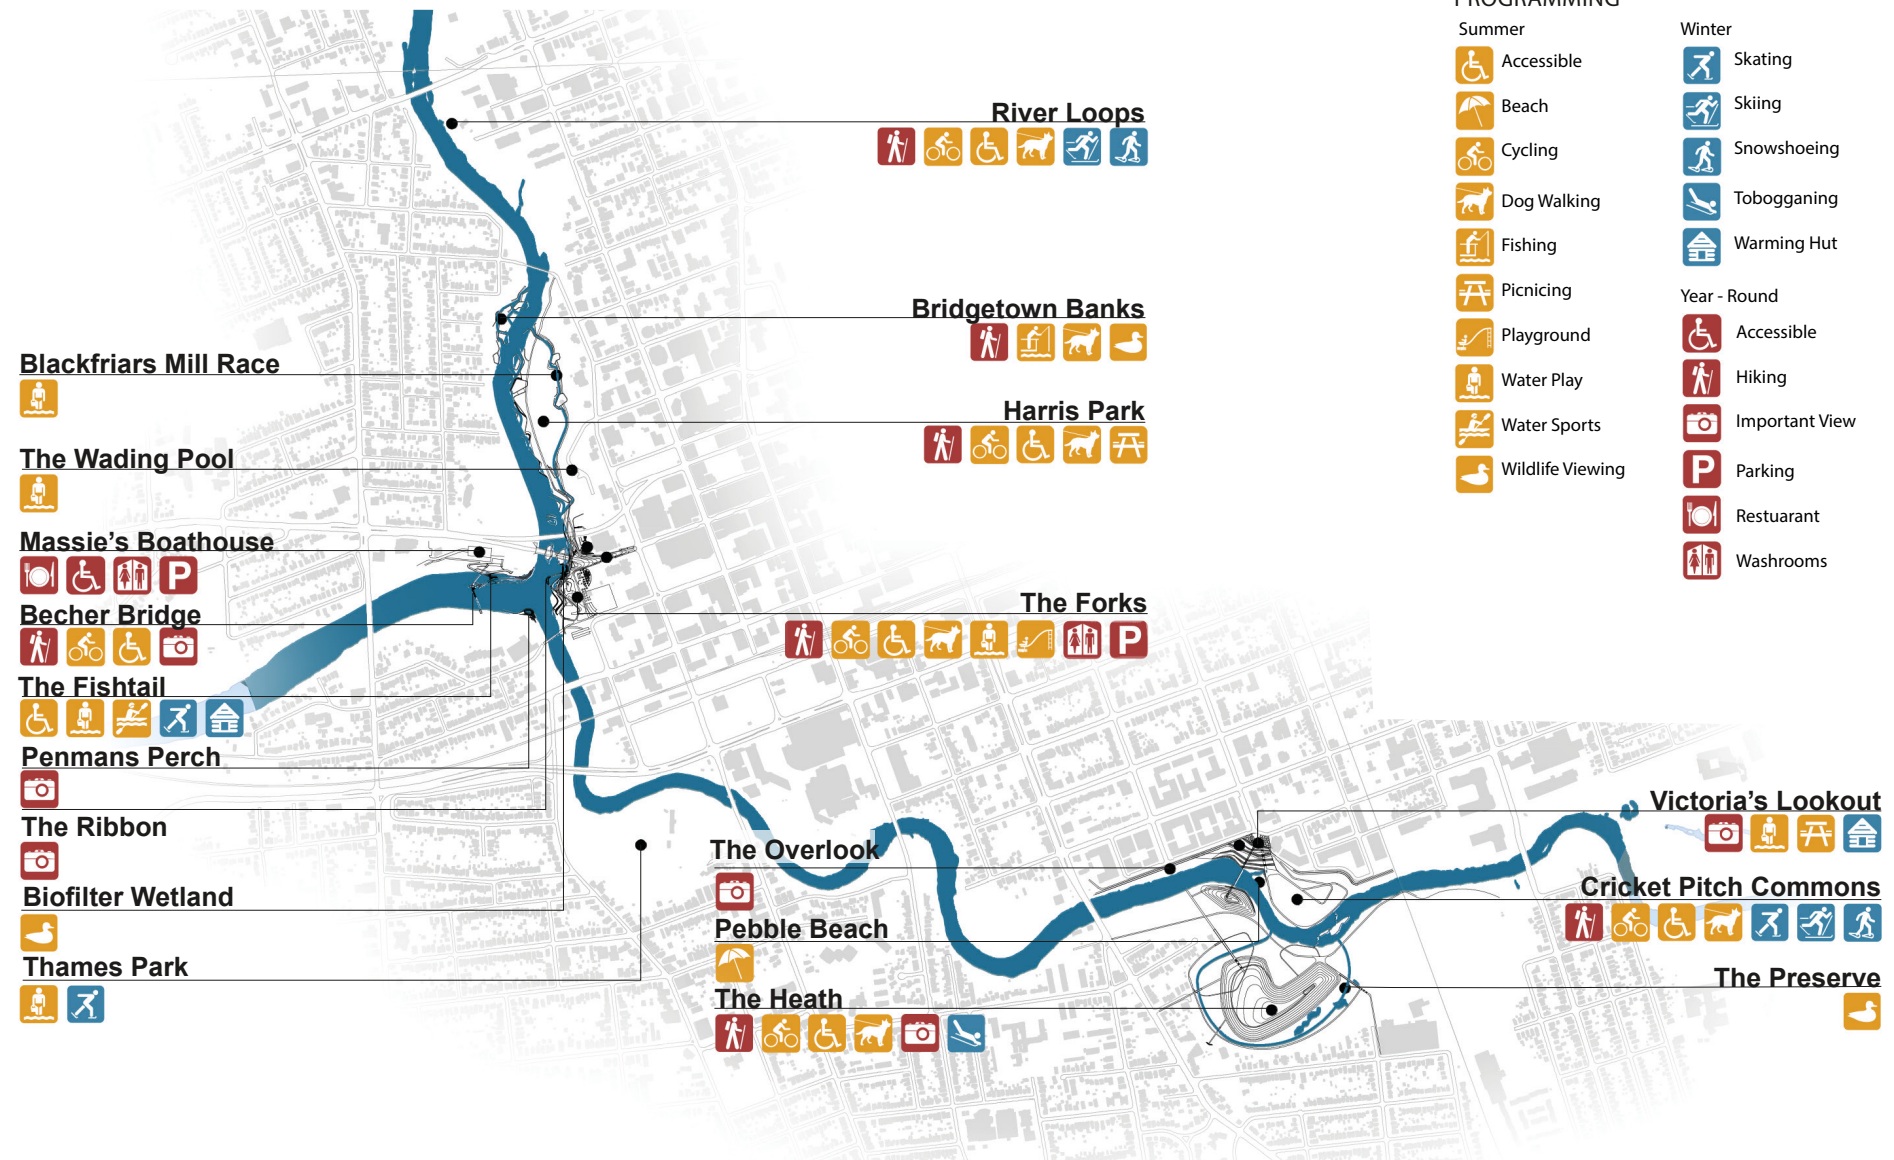 PROGRAMMING
Summer
Accessible
Beach
Cycling
Dog Walking
Fishing
Picnicing
Playground
Water Play
Water Sports
Wildlife Viewing
Winter
Skating
Skiing
Snowshoeing
Tobogganing
Warming Hut
Year - Round
Accessible
Hiking
Important View
P
Parking
Restuarant
Washrooms
River Loops
Bridgetown Banks
Harris Park
The Forks
P
Blackfriars Mill Race
The Wading Pool
Massie's Boathouse
P
Becher Bridge
The Fishtail
Penmans Perch
The Ribbon
Biofilter Wetland
Thames Park
The Overlook
Pebble Beach
The Heath
Victoria's Lookout
Cricket Pitch Commons
The Preserve